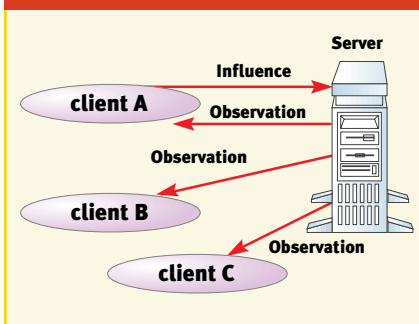 Server
Influence
client A
Observation
Observation
client B
Observation
client C